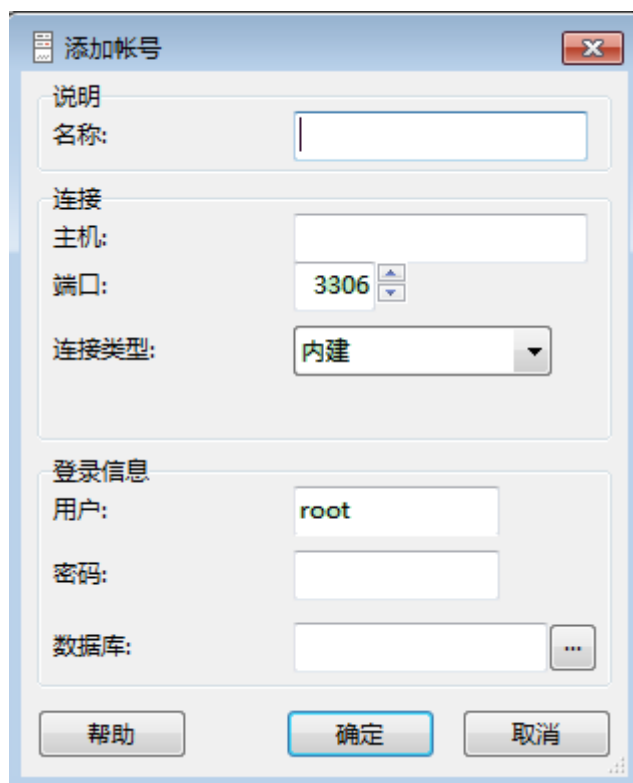 添加帐号
说明
名称:
连接
主机:
端口: 3306
连接类型: 内建
登录信息
用户: root
密码:
数据库: ...
帮助 确定 取消